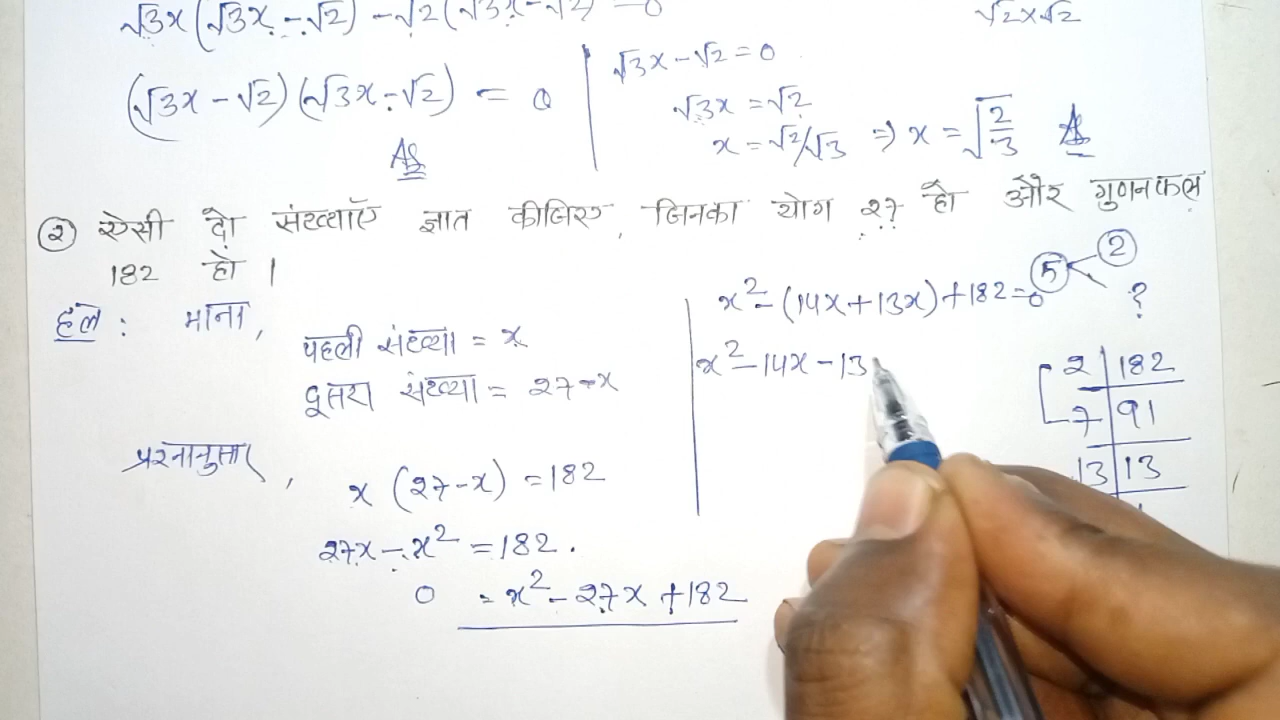 √3x(√3x - √2) - √2(√3x - √2) = 0
√2×√2
(√3x - √2)(√3x - √2) = 0
√3x - √2 = 0
√3x = √2
x = √2/√3 ⇒ x = √(2/3)
② ऐसी दो संख्याएँ ज्ञात कीजिए, जिनका योग २7 हो और गुणनफल
182 हो।
हल : माना,
पहली संख्या = x
दूसरा संख्या = 27-x
प्रश्नानुसार,
x (27-x) = 182
27x - x² = 182.
0 = x² - 27x + 182
x² - (14x + 13x) + 182 = 0
x² - 14x - 13
5 2
?
2 | 182
7 | 91
13 | 13